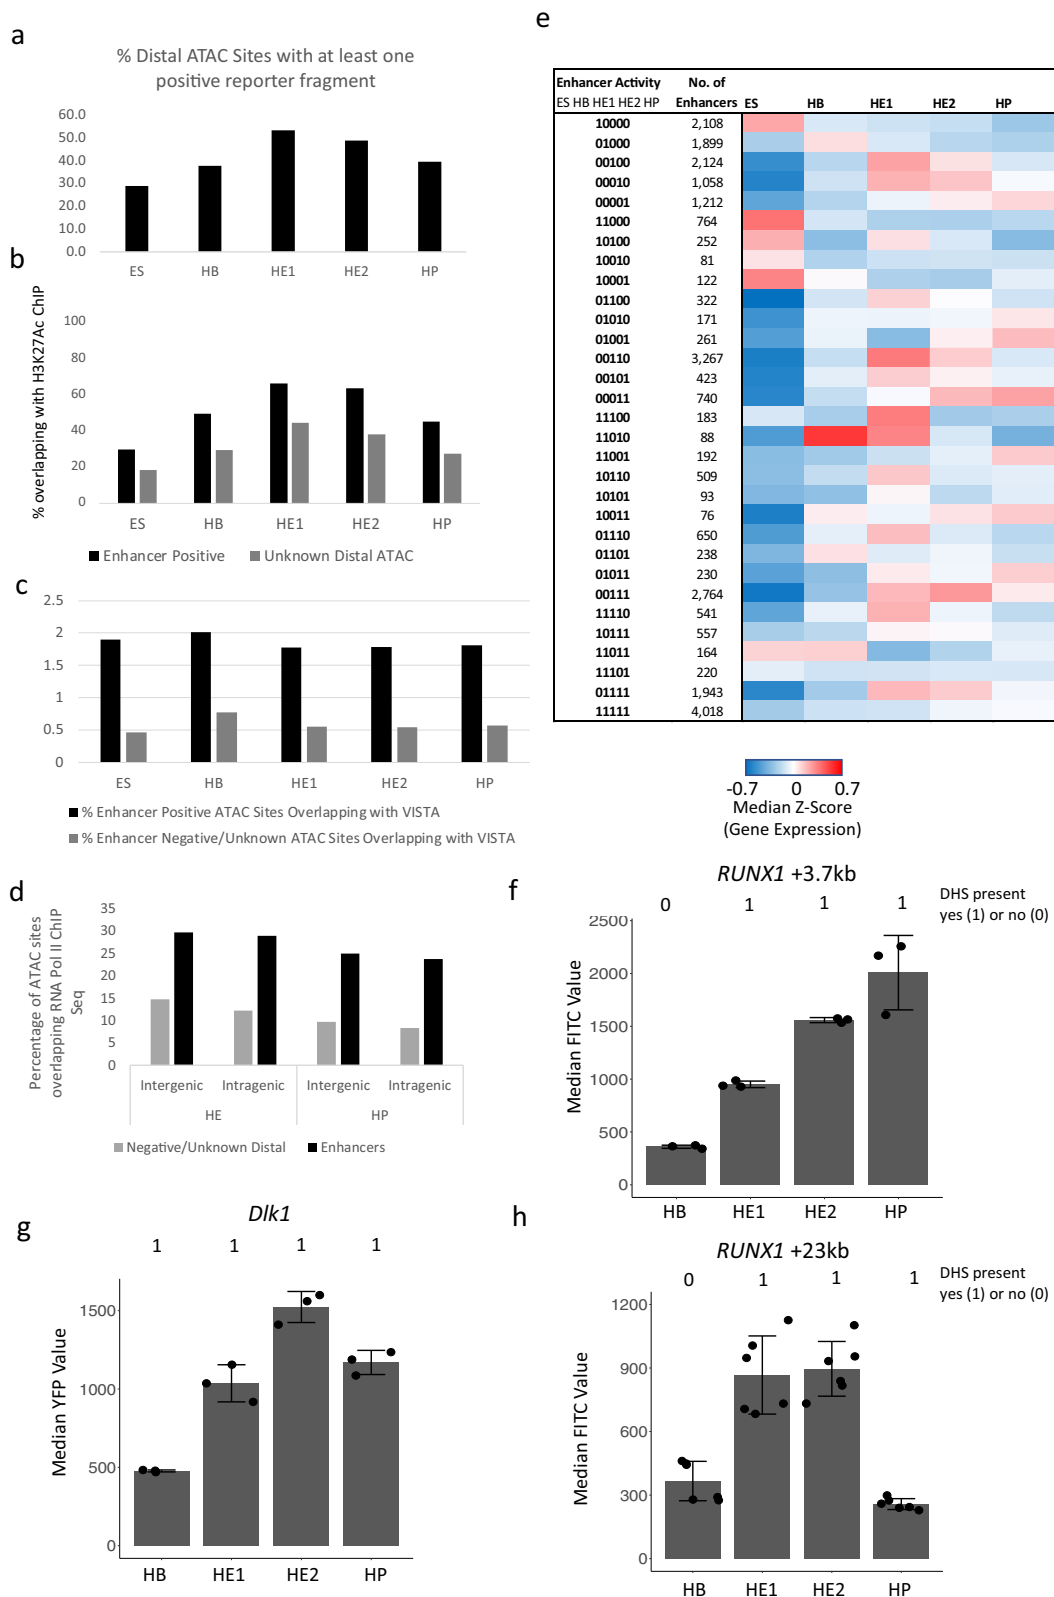 a
% Distal ATAC Sites with at least one
positive reporter fragment
60.0
50.0
40.0
30.0
20.0
10.0
0.0
ES HB HE1 HE2 HP
b
% overlapping with H3K27Ac ChIP
100
80
60
40
20
0
ES HB HE1 HE2 HP
Enhancer Positive Unknown Distal ATAC
c
2.5
2
1.5
1
0.5
0
ES HB HE1 HE2 HP
% Enhancer Positive ATAC Sites Overlapping with VISTA
% Enhancer Negative/Unknown ATAC Sites Overlapping with VISTA
d
Percentage of ATAC sites
overlapping RNA Pol II ChIP
Seq
35
30
25
20
15
10
5
0
Intergenic Intragenic Intergenic Intragenic
HE HP
Negative/Unknown Distal Enhancers
e
Enhancer Activity No. of
ES HB HE1 HE2 HP Enhancers ES HB HE1 HE2 HP
10000 2,108
01000 1,899
00100 2,124
00010 1,058
00001 1,212
11000 764
10100 252
10010 81
10001 122
01100 322
01010 171
01001 261
00110 3,267
00101 423
00011 740
11100 183
11010 88
11001 192
10110 509
10101 93
10011 76
01110 650
01101 238
01011 230
00111 2,764
11110 541
10111 557
11011 164
11101 220
01111 1,943
11111 4,018
-0.7 0 0.7
Median Z-Score
(Gene Expression)
f
RUNX1 +3.7kb
0 1 1 1
DHS present
yes (1) or no (0)
Median FITC Value
2500
2000
1500
1000
500
0
HB HE1 HE2 HP
g
Dlk1
1 1 1 1
Median YFP Value
1500
1000
500
0
HB HE1 HE2 HP
h
RUNX1 +23kb
0 1 1 1
DHS present
yes (1) or no (0)
Median FITC Value
1200
900
600
300
0
HB HE1 HE2 HP